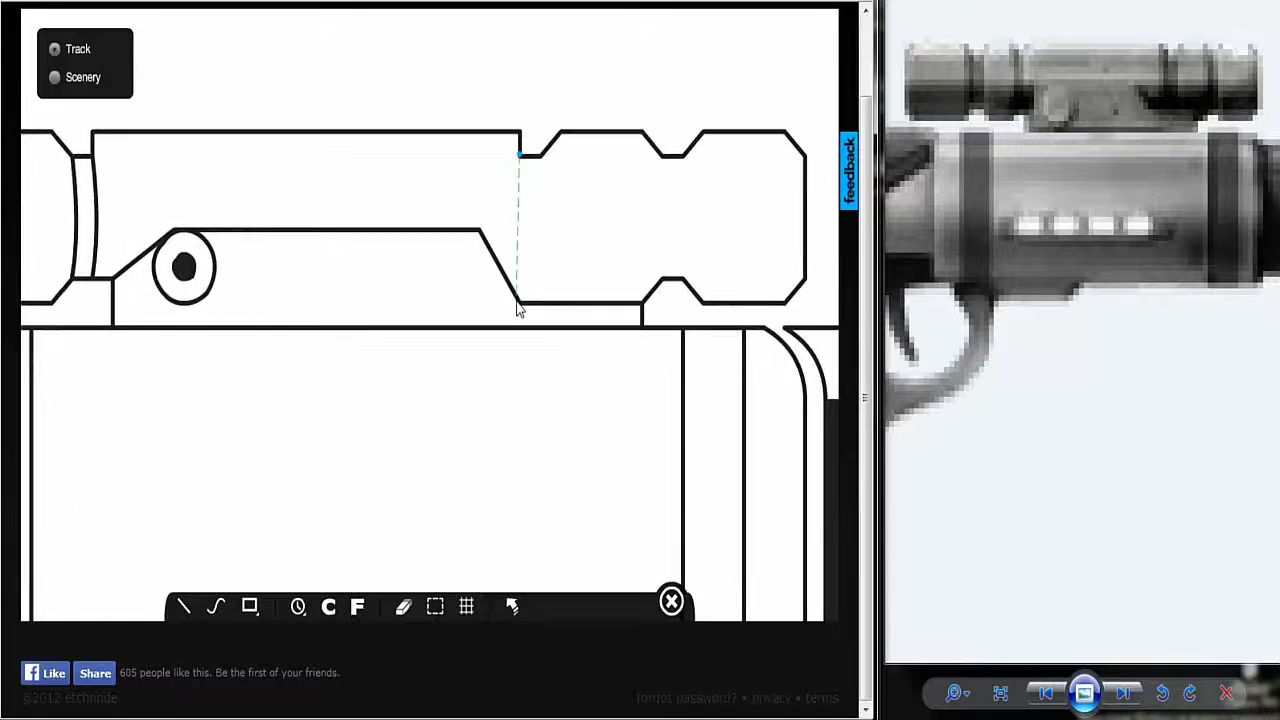 Track
Scenery
feedback
C F
Like Share 605 people like this. Be the first of your friends.
©2012 etchrride
forgot password? • privacy • terms